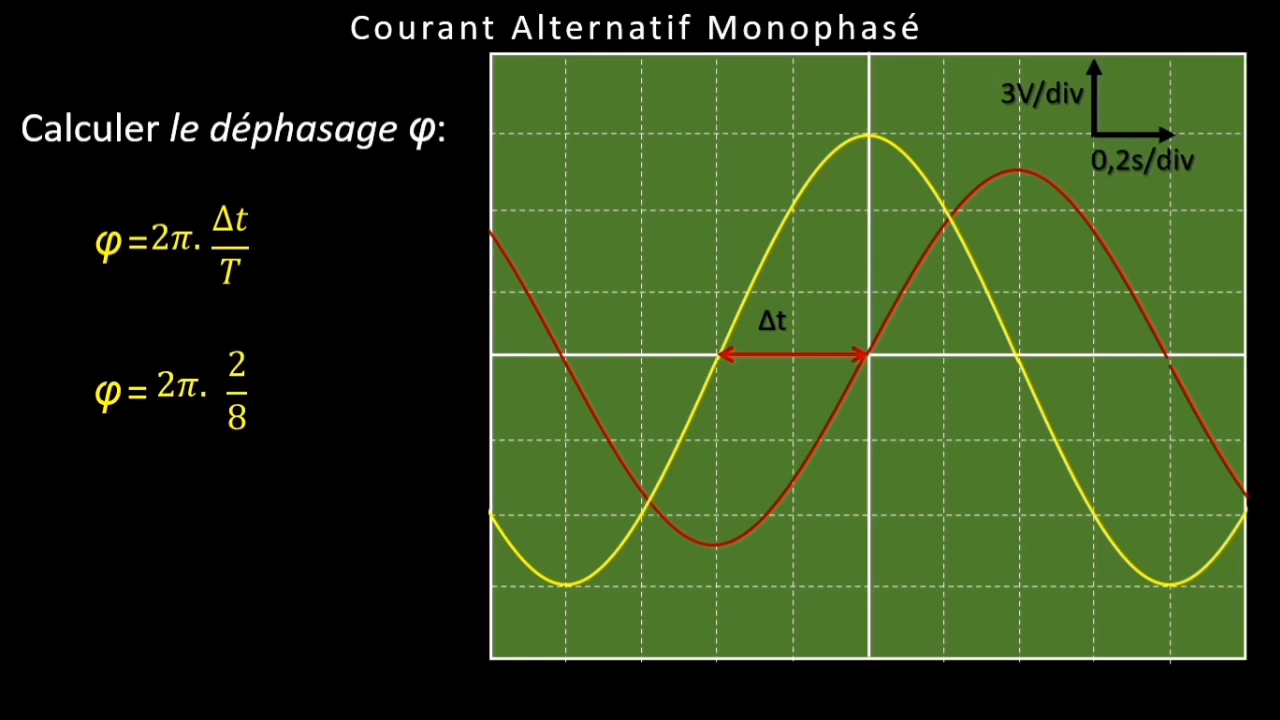 Courant Alternatif Monophasé
Calculer le déphasage φ:
φ=2π. Δt/T
φ= 2π. 2/8
3V/div
0,2s/div
Δt